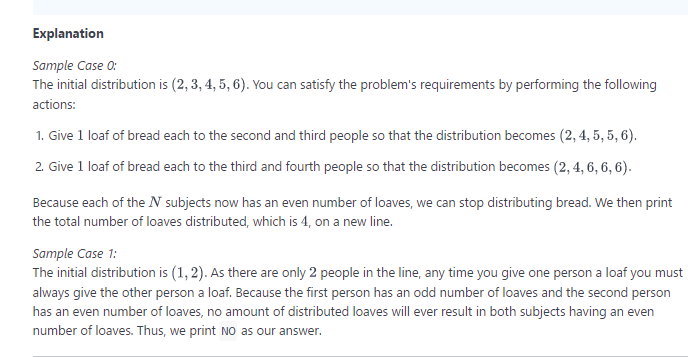 Explanation
Sample Case 0:
The initial distribution is (2, 3, 4, 5, 6). You can satisfy the problem's requirements by performing the following
actions:
1. Give 1 loaf of bread each to the second and third people so that the distribution becomes (2, 4, 5, 5, 6).
2. Give 1 loaf of bread each to the third and fourth people so that the distribution becomes (2, 4, 6, 6, 6).
Because each of the N subjects now has an even number of loaves, we can stop distributing bread. We then print
the total number of loaves distributed, which is 4, on a new line.
Sample Case 1:
The initial distribution is (1, 2). As there are only 2 people in the line, any time you give one person a loaf you must
always give the other person a loaf. Because the first person has an odd number of loaves and the second person
has an even number of loaves, no amount of distributed loaves will ever result in both subjects having an even
number of loaves. Thus, we print NO as our answer.